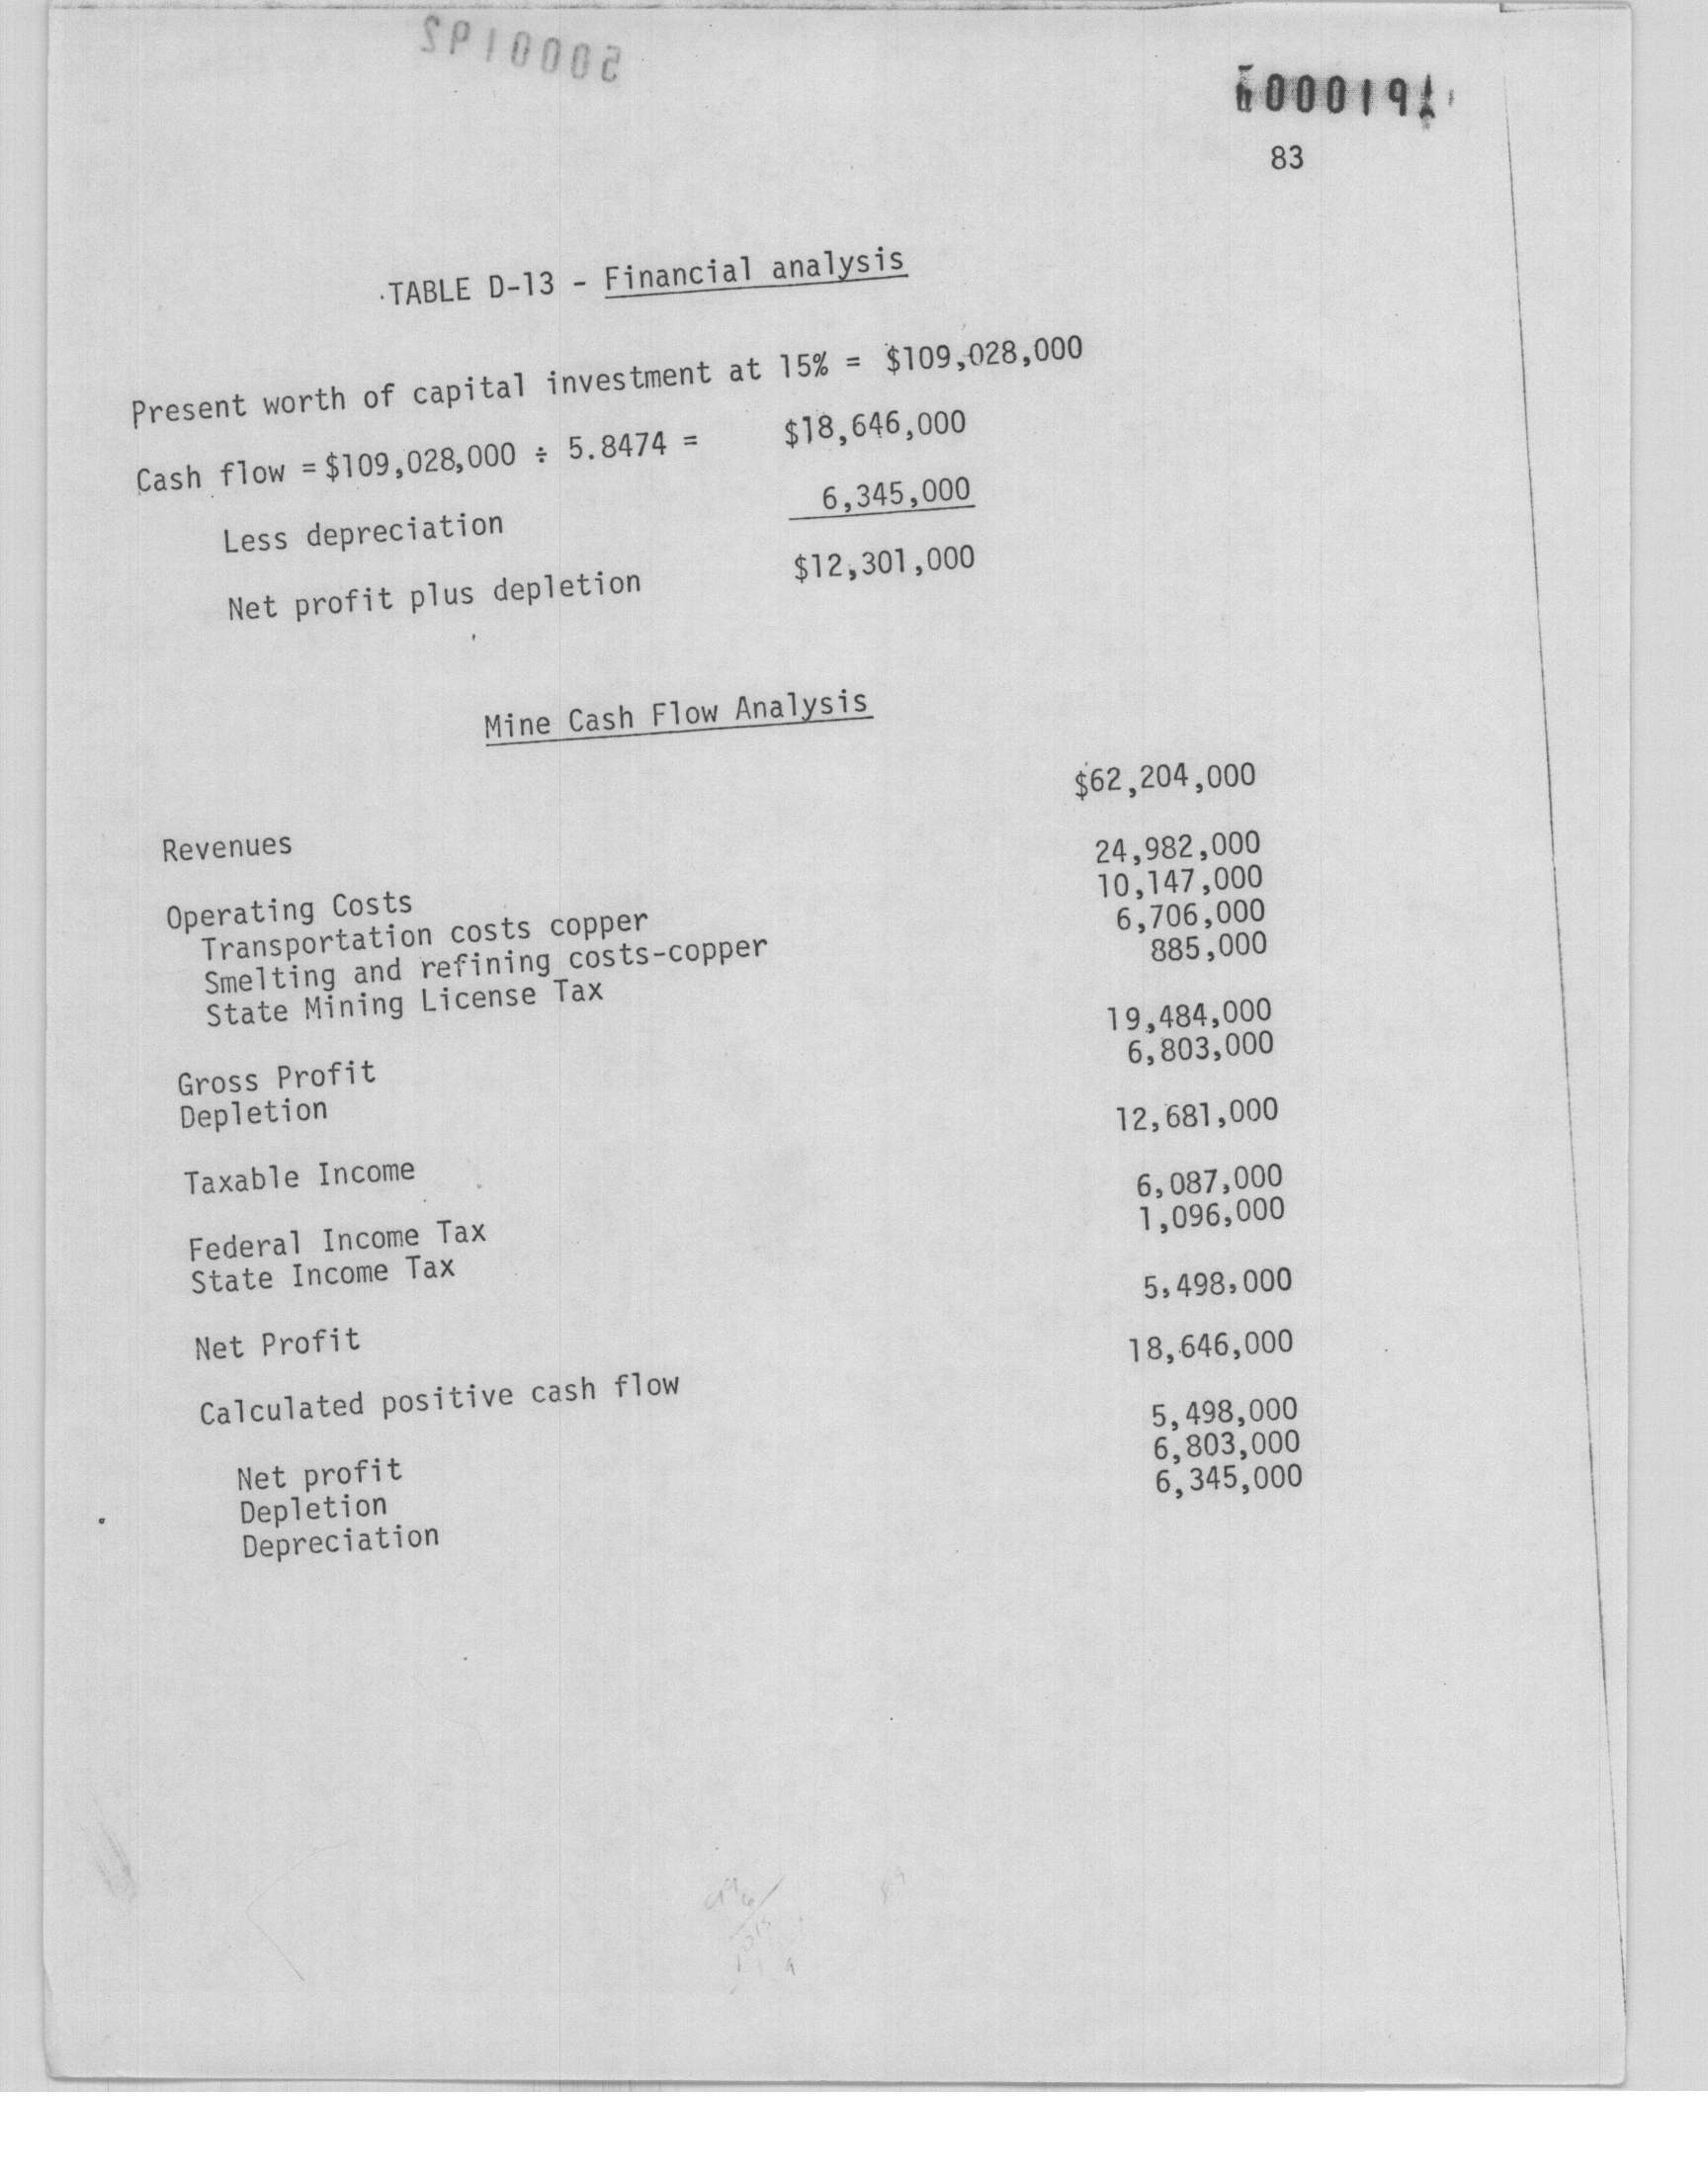 83
TABLE D-13 - Financial analysis
Present worth of capital investment at 15% = $109,028,000
Cash flow = $109,028,000 ÷ 5.8474 = $18,646,000
Less depreciation 6,345,000
Net profit plus depletion $12,301,000
Mine Cash Flow Analysis
Revenues $62,204,000
Operating Costs 24,982,000
Transportation costs copper 10,147,000
Smelting and refining costs-copper 6,706,000
State Mining License Tax 885,000
Gross Profit 19,484,000
Depletion 6,803,000
Taxable Income 12,681,000
Federal Income Tax 6,087,000
State Income Tax 1,096,000
Net Profit 5,498,000
Calculated positive cash flow 18,646,000
Net profit 5,498,000
Depletion 6,803,000
Depreciation 6,345,000